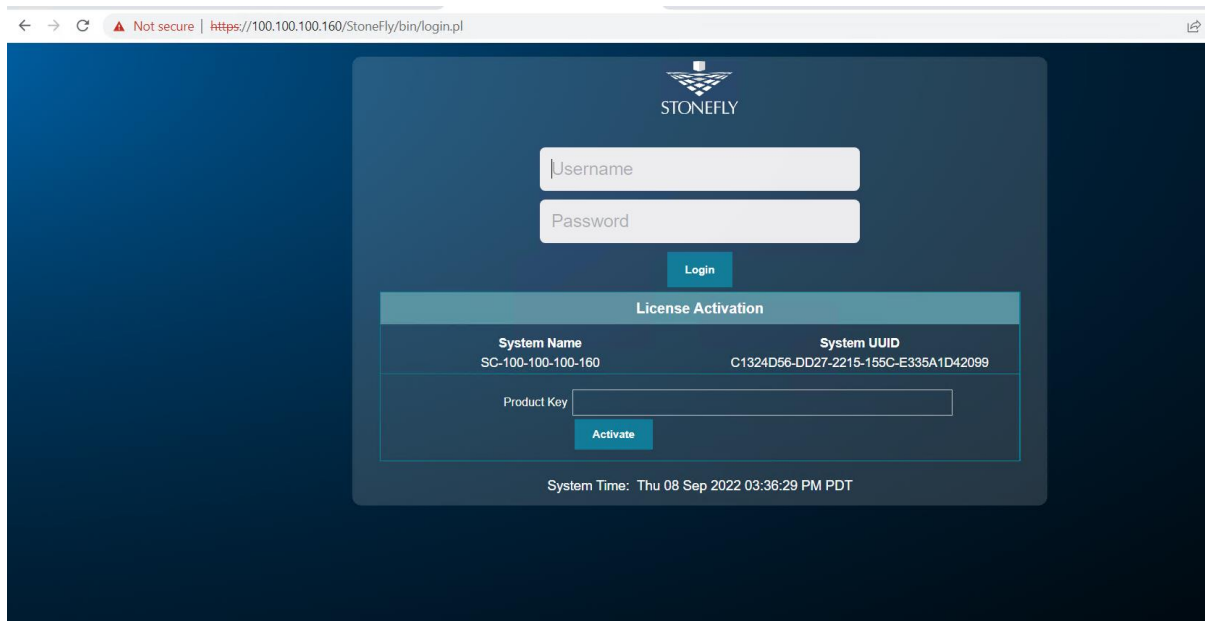 Not secure | https://100.100.100.160/StoneFly/bin/login.pl
STONEFLY
Username
Password
Login
License Activation
System Name System UUID
SC-100-100-100-160 C1324D56-DD27-2215-155C-E335A1D42099
Product Key
Activate
System Time: Thu 08 Sep 2022 03:36:29 PM PDT